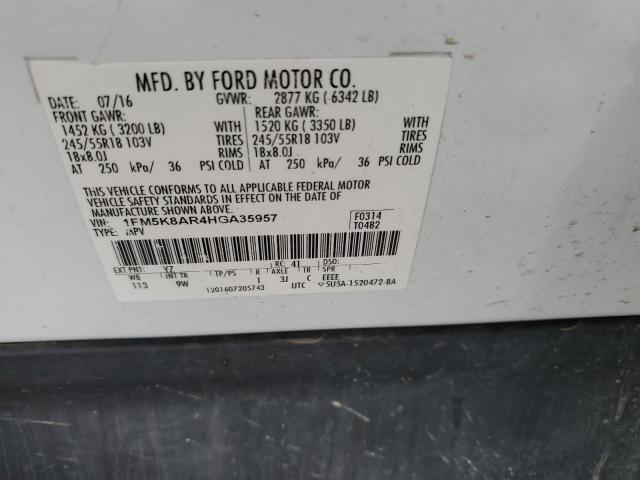 MFD. BY FORD MOTOR CO.
DATE: 07/16 GVWR: 2877 KG ( 6342 LB)
FRONT GAWR: REAR GAWR:
1452 KG ( 3200 LB) WITH 1520 KG ( 3350 LB) WITH
245/55R18 103V TIRES 245/55R18 103V TIRES
18x8.0J RIMS 18x8.0J RIMS
AT 250 kPa/ 36 PSI COLD AT 250 kPa/ 36 PSI COLD
THIS VEHICLE CONFORMS TO ALL APPLICABLE FEDERAL MOTOR
VEHICLE SAFETY STANDARDS IN EFFECT ON THE DATE OF
MANUFACTURE SHOWN ABOVE.
VIN: 1FM5K8AR4HGA35957 F0314
TYPE: MPV T0482
EXT PNT: YZ RC: 41 DSO:
WB INT TR TP/PS R AXLE TR SPR
113 9W I 3J C EEEE
1201607205743 UTC 5U5A-1520472-BA